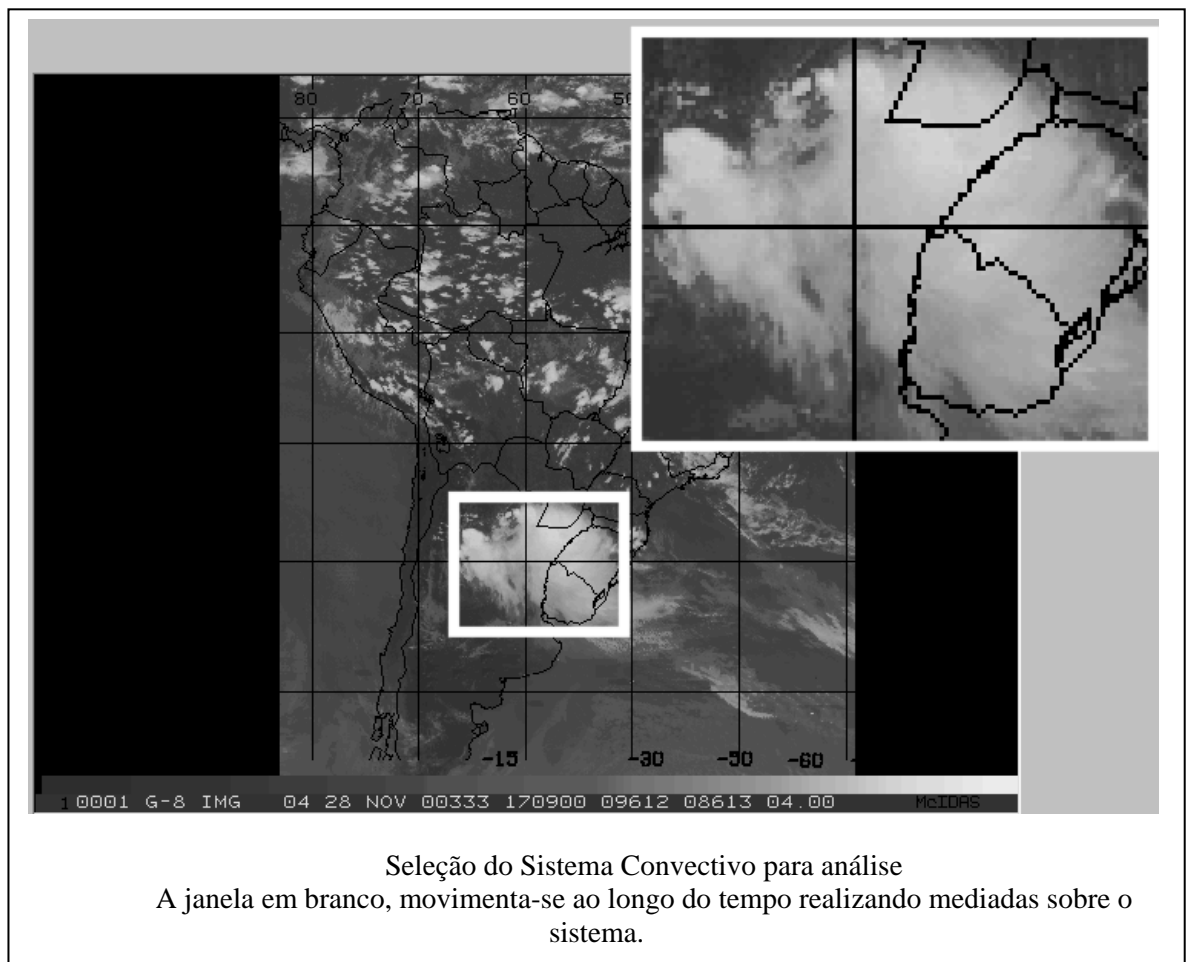 80 70 60 50
-15 -30 -50 -60
1 0001 G-8 IMG 04 28 NOV 00333 170900 09612 08613 04.00 McIDAS
Seleção do Sistema Convectivo para análise
A janela em branco, movimenta-se ao longo do tempo realizando mediadas sobre o
sistema.